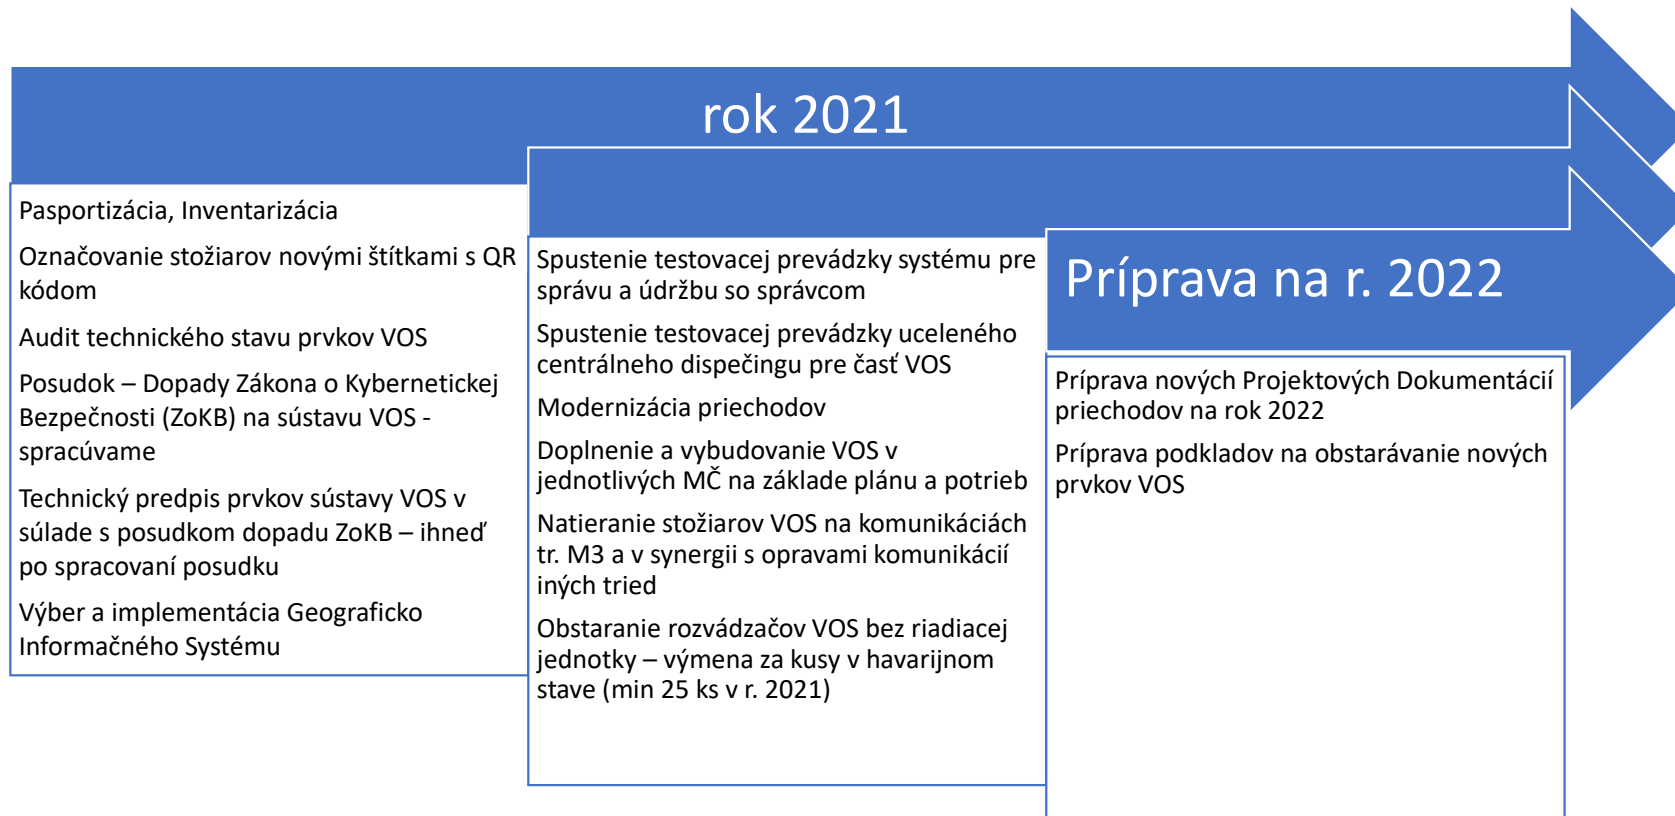 rok 2021
Pasportizácia, Inventarizácia
Označovanie stožiarov novými štítkami s QR
kódom
Audit technického stavu prvkov VOS
Posudok – Dopady Zákona o Kybernetickej
Bezpečnosti (ZoKB) na sústavu VOS -
spracúvame
Technický predpis prvkov sústavy VOS v
súlade s posudkom dopadu ZoKB – ihneď
po spracovaní posudku
Výber a implementácia Geograficko
Informačného Systému
Spustenie testovacej prevádzky systému pre
správu a údržbu so správcom
Spustenie testovacej prevádzky uceleného
centrálneho dispečingu pre časť VOS
Modernizácia priechodov
Doplnenie a vybudovanie VOS v
jednotlivých MČ na základe plánu a potrieb
Natieranie stožiarov VOS na komunikáciách
tr. M3 a v synergii s opravami komunikácií
iných tried
Obstaranie rozvádzačov VOS bez riadiacej
jednotky – výmena za kusy v havarijnom
stave (min 25 ks v r. 2021)
Príprava na r. 2022
Príprava nových Projektových Dokumentácií
priechodov na rok 2022
Príprava podkladov na obstarávanie nových
prvkov VOS